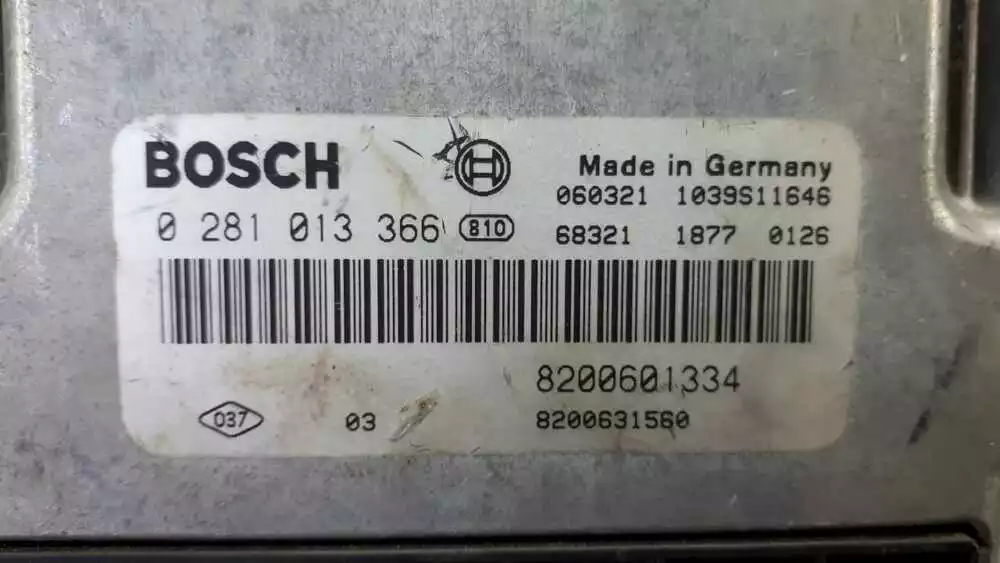 BOSCH
Made in Germany
060321 1039S11646
0 281 013 366 810
68321 1877 0126
8200601334
037 03
8200631560